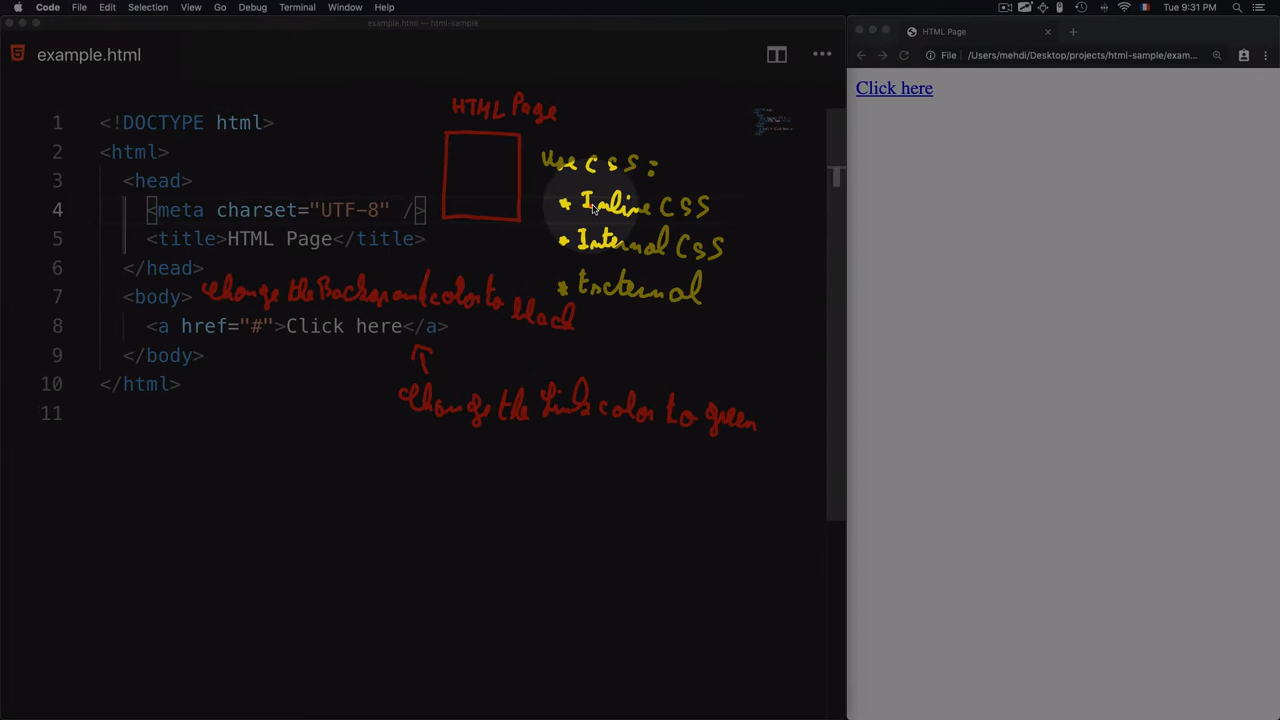 Code File Edit Selection View Go Debug Terminal Window Help Tue 9:31 PM
example.html — html-sample
HTML Page
example.html
File /Users/mehdi/Desktop/projects/html-sample/exam...
Click here
HTML Page
1 <!DOCTYPE html>
2 <html>
3 <head>
4 <meta charset="UTF-8" />
5 <title>HTML Page</title>
6 </head>
7 <body>
8 <a href="#">Click here</a>
9 </body>
10 </html>
11
Use CSS :
* Inline CSS
* Internal CSS
* External
change the Background color to
black
change the Link color to green